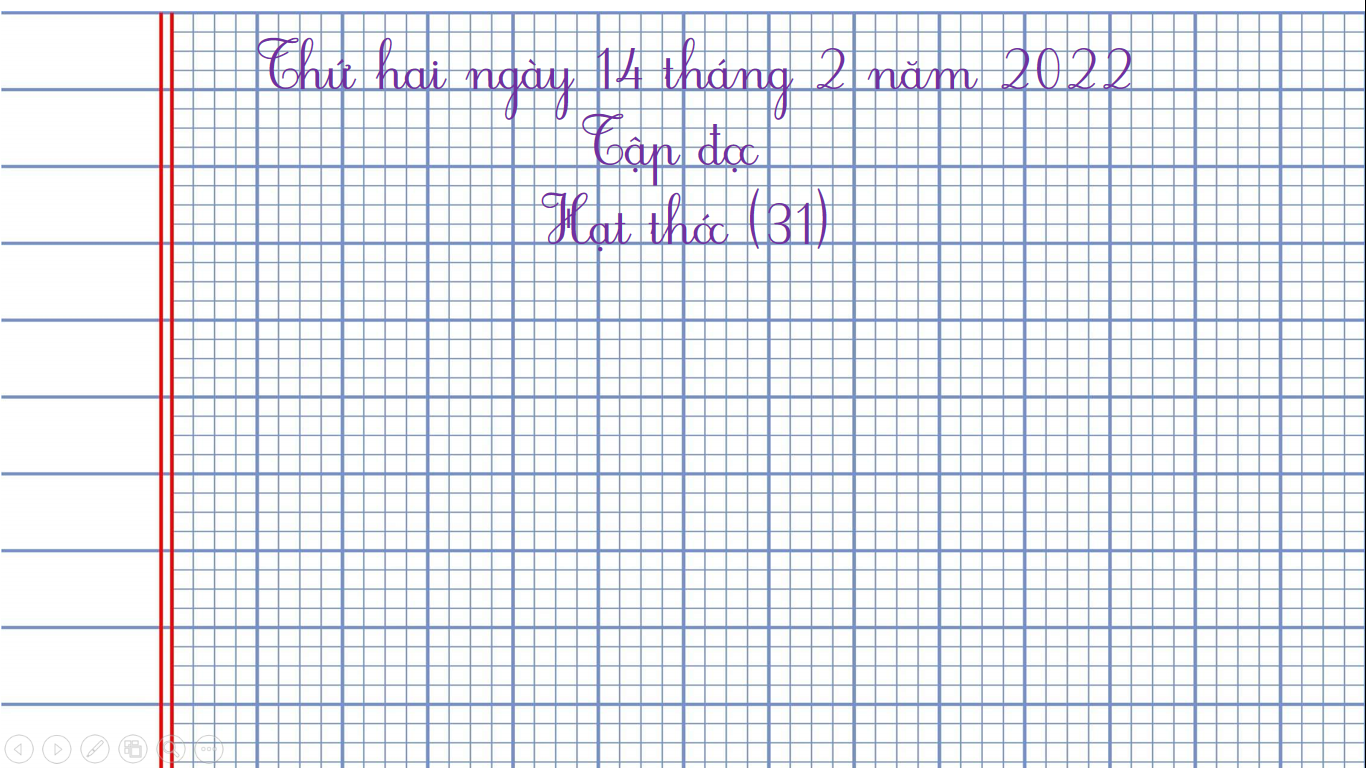 Thứ hai ngày 14 tháng 2 năm 2022
Tập đọc
Hạt thóc (31)